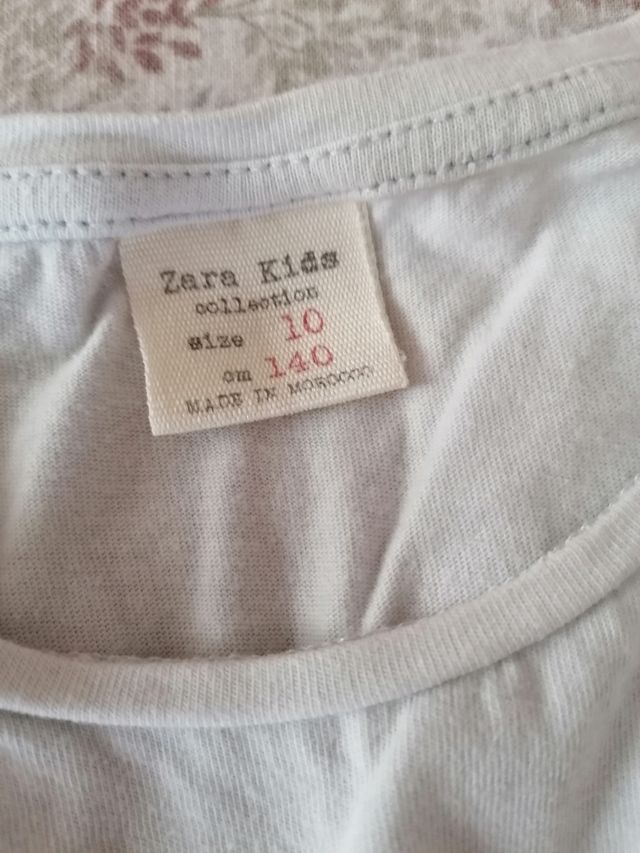 Zara Kids
collection
size 10
cm 140
MADE IN MOROCCO